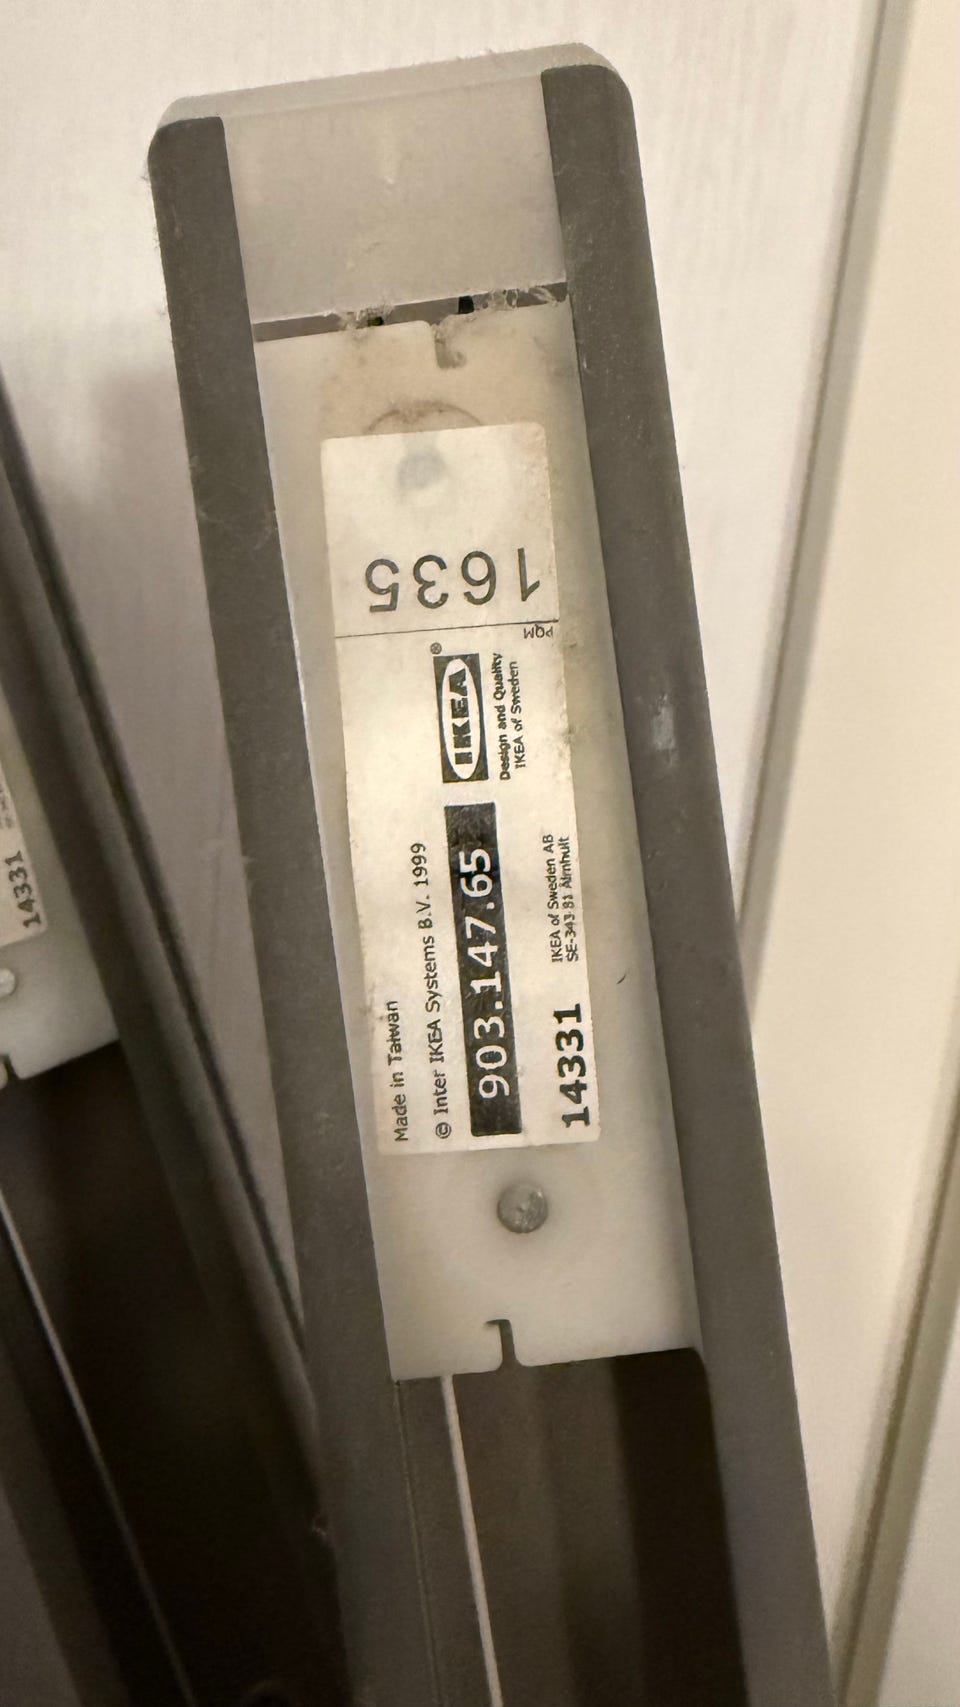 1635
PQM
IKEA®
Design and Quality
IKEA of Sweden
Made in Taiwan
© Inter IKEA Systems B.V. 1999
903.147.65
14331
IKEA of Sweden AB
SE-343 81 Älmhult
14331